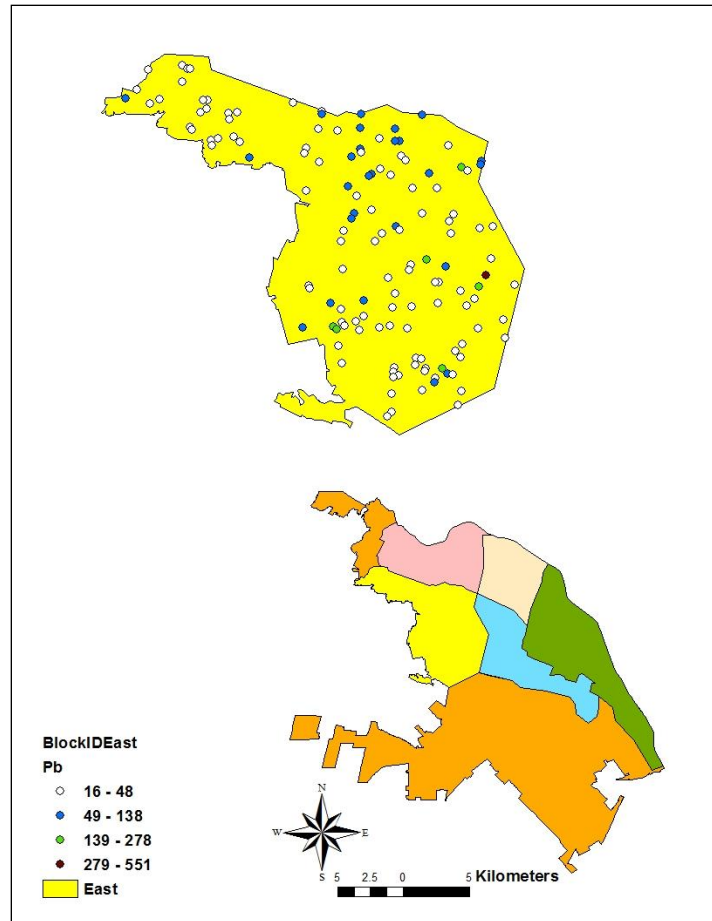 BlockIDEast
Pb
16 - 48
49 - 138
139 - 278
279 - 551
East
N
W
E
S
5 2.5 0 5 Kilometers